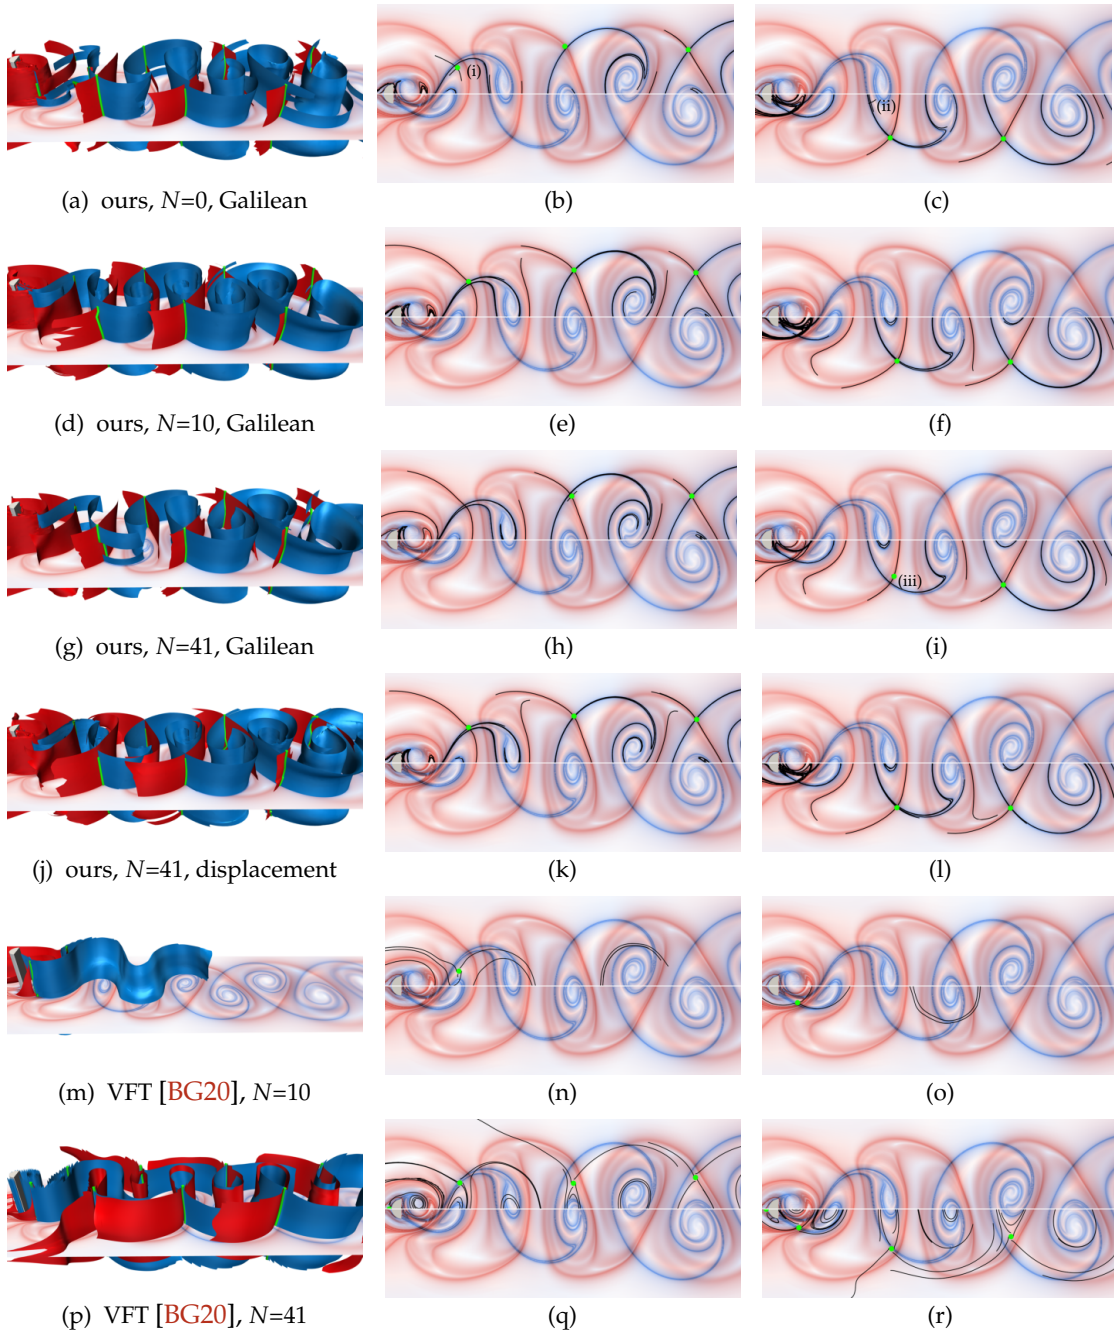 (i)
(ii)
(a) ours, N=0, Galilean
(b)
(c)
(d) ours, N=10, Galilean
(e)
(f)
(iii)
(g) ours, N=41, Galilean
(h)
(i)
(j) ours, N=41, displacement
(k)
(l)
(m) VFT [BG20], N=10
(n)
(o)
(p) VFT [BG20], N=41
(q)
(r)